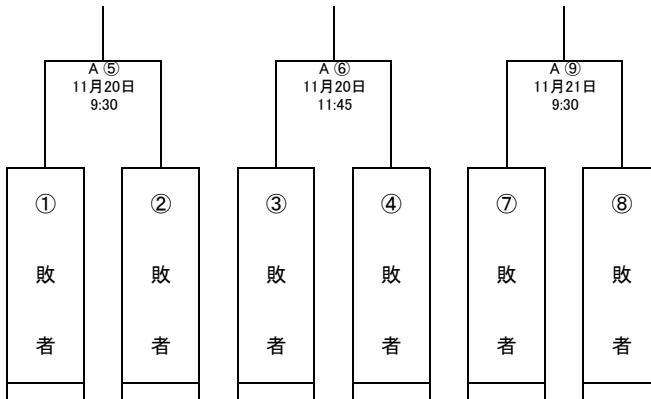 A ⑤
11月20日
9:30
A ⑥
11月20日
11:45
A ⑨
11月21日
9:30
①敗者
②敗者
③敗者
④敗者
⑦敗者
⑧敗者